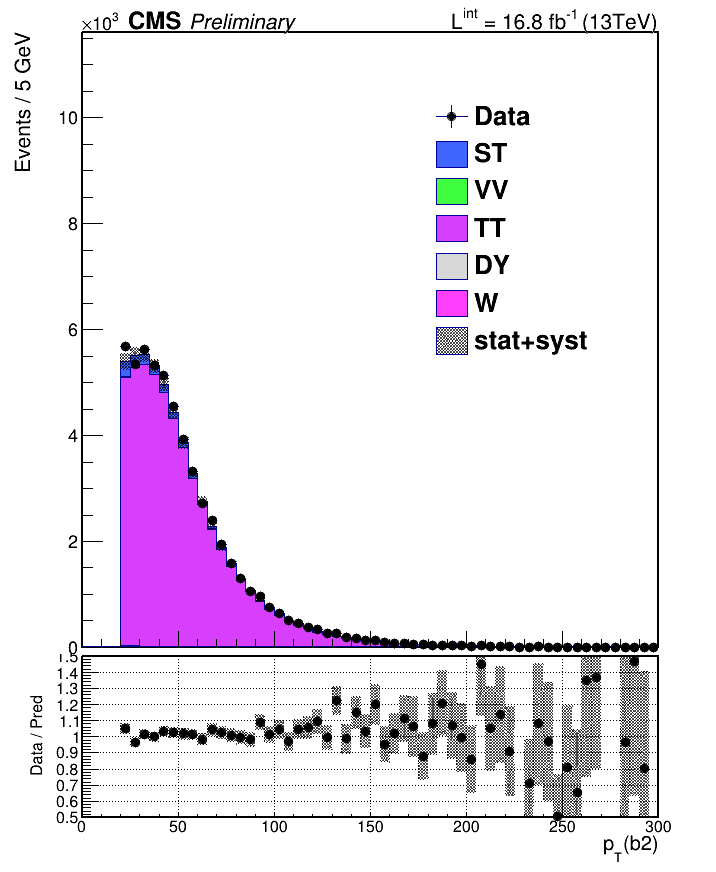 ×10³ CMS Preliminary L^int = 16.8 fb⁻¹ (13TeV)
Events / 5 GeV
10
8
6
4
2
0
Data
ST
VV
TT
DY
W
stat+syst
Data / Pred
1.5
1.4
1.3
1.2
1.1
1
0.9
0.8
0.7
0.6
0.5
0 50 100 150 200 250 300
p_T(b2)